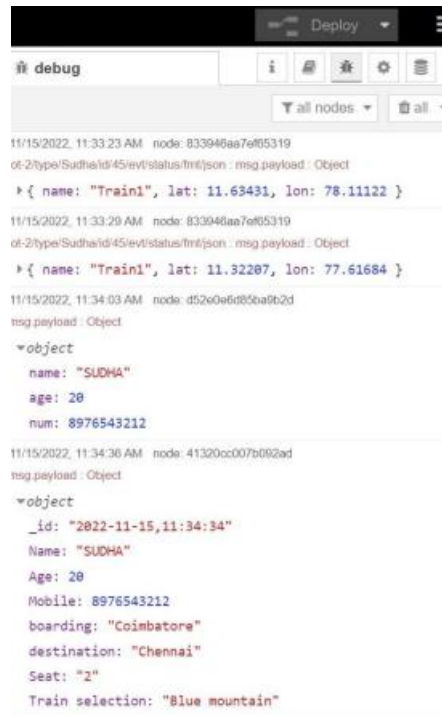 Deploy
debug
i
all nodes
all
11/15/2022, 11:33:23 AM node: 833946aa7ef65319
ot-2/type/Sudha/id/45/evt/status/fmt/json : msg.payload : Object
{ name: "Train1", lat: 11.63431, lon: 78.11122 }
11/15/2022, 11:33:29 AM node: 833946aa7ef65319
ot-2/type/Sudha/id/45/evt/status/fmt/json : msg.payload : Object
{ name: "Train1", lat: 11.32207, lon: 77.61684 }
11/15/2022, 11:34:03 AM node: d52e0e6d85ba9b2d
msg.payload : Object
object
name: "SUDHA"
age: 20
num: 8976543212
11/15/2022, 11:34:36 AM node: 41320cc007b092ad
msg.payload : Object
object
_id: "2022-11-15,11:34:34"
Name: "SUDHA"
Age: 20
Mobile: 8976543212
boarding: "Coimbatore"
destination: "Chennai"
Seat: "2"
Train selection: "Blue mountain"